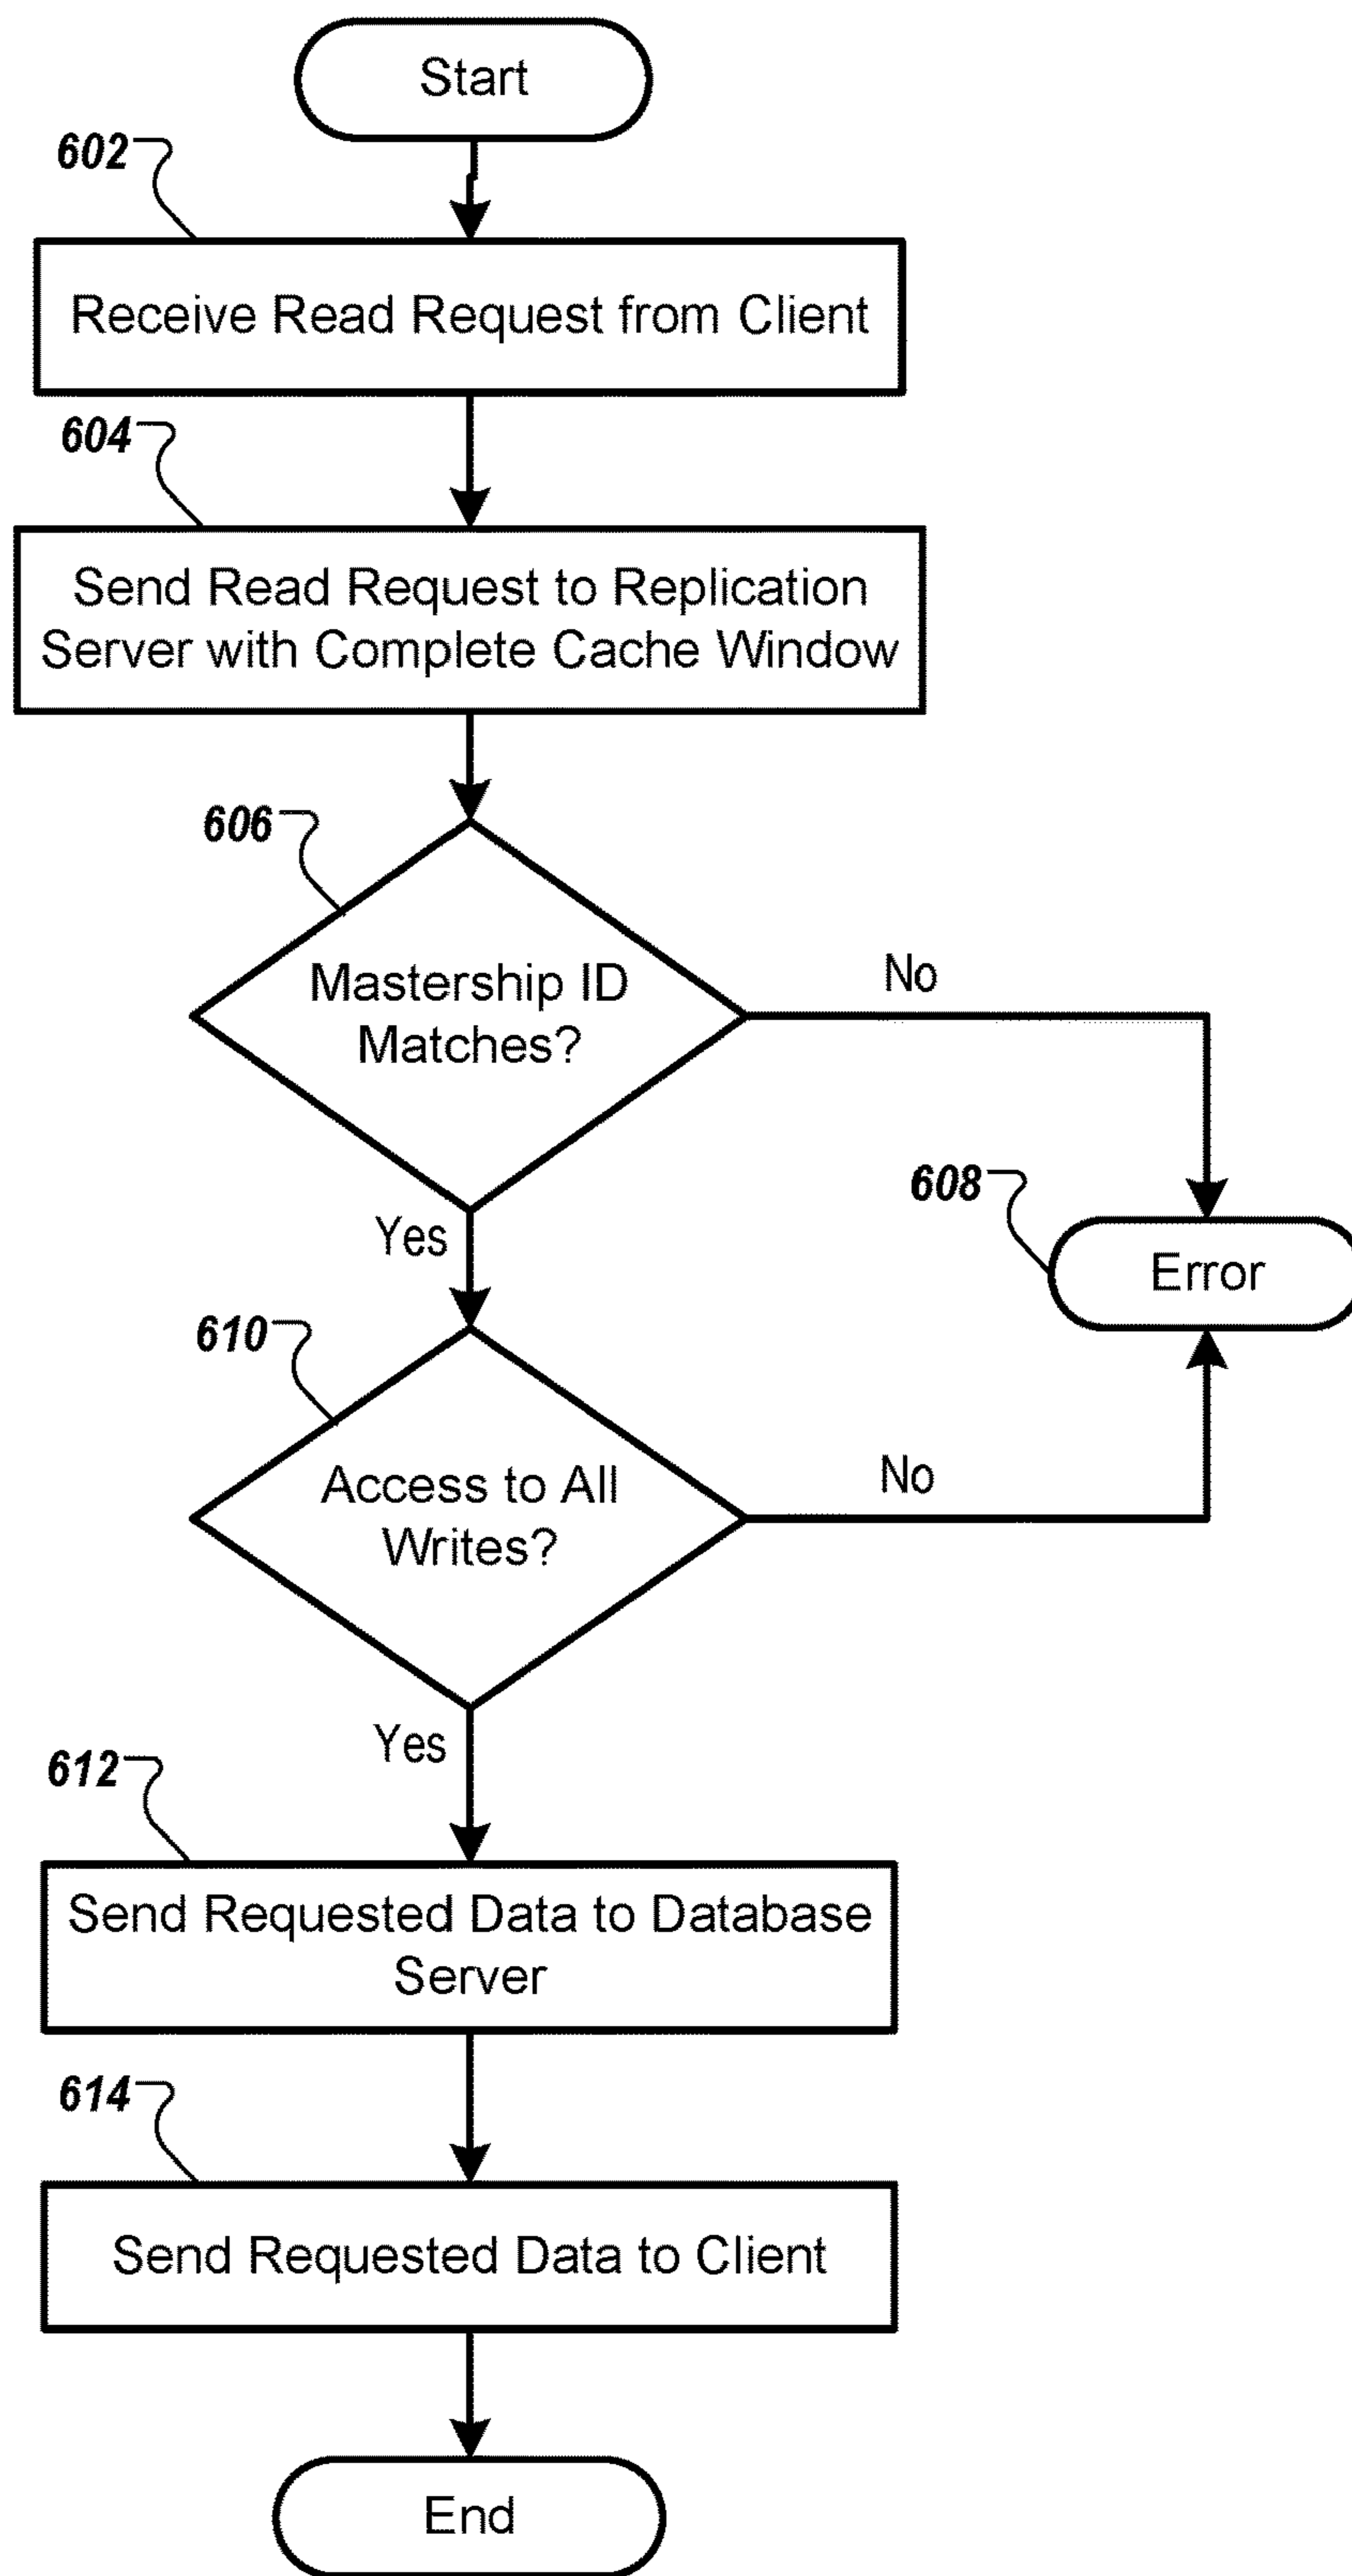 Start
602
Receive Read Request from Client
604
Send Read Request to Replication
Server with Complete Cache Window
606
Mastership ID
Matches?
No
Yes
608
Error
610
Access to All
Writes?
No
Yes
612
Send Requested Data to Database
Server
614
Send Requested Data to Client
End